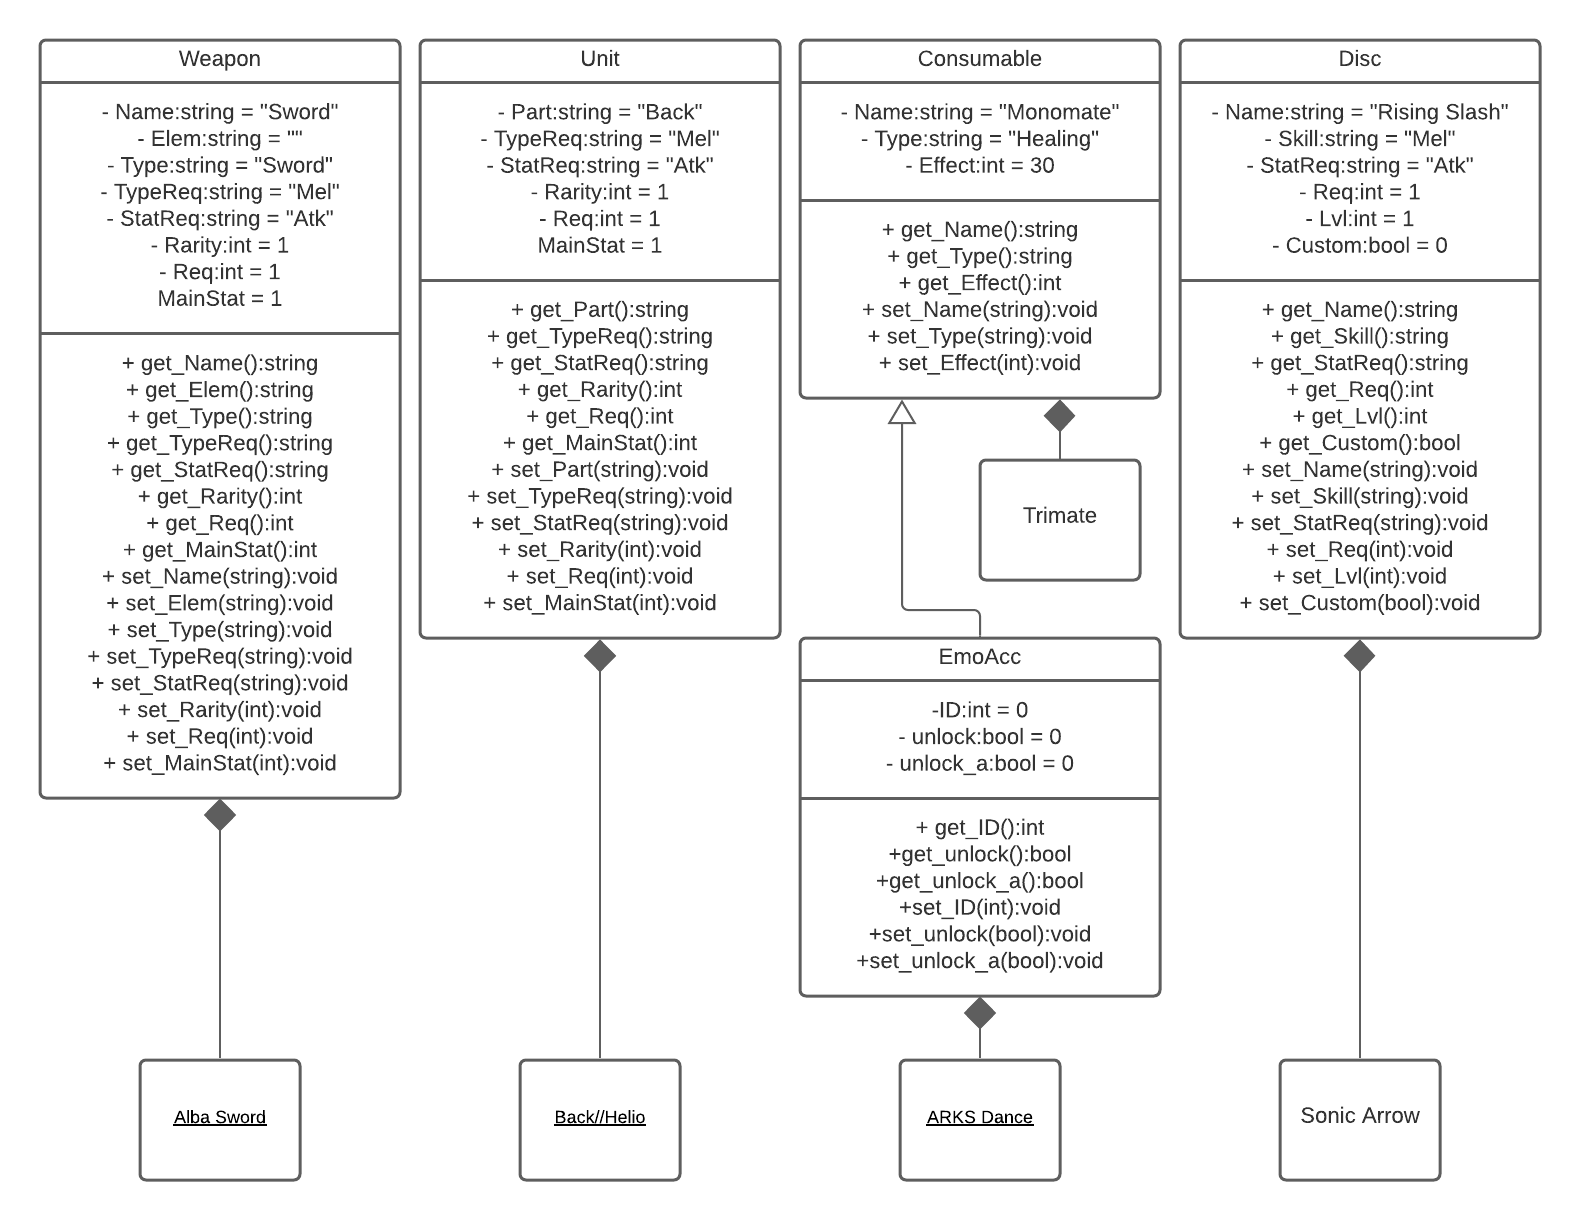 Weapon
- Name:string = "Sword"
- Elem:string = ""
- Type:string = "Sword"
- TypeReq:string = "Mel"
- StatReq:string = "Atk"
- Rarity:int = 1
- Req:int = 1
MainStat = 1
+ get_Name():string
+ get_Elem():string
+ get_Type():string
+ get_TypeReq():string
+ get_StatReq():string
+ get_Rarity():int
+ get_Req():int
+ get_MainStat():int
+ set_Name(string):void
+ set_Elem(string):void
+ set_Type(string):void
+ set_TypeReq(string):void
+ set_StatReq(string):void
+ set_Rarity(int):void
+ set_Req(int):void
+ set_MainStat(int):void
Alba Sword
Unit
- Part:string = "Back"
- TypeReq:string = "Mel"
- StatReq:string = "Atk"
- Rarity:int = 1
- Req:int = 1
MainStat = 1
+ get_Part():string
+ get_TypeReq():string
+ get_StatReq():string
+ get_Rarity():int
+ get_Req():int
+ get_MainStat():int
+ set_Part(string):void
+ set_TypeReq(string):void
+ set_StatReq(string):void
+ set_Rarity(int):void
+ set_Req(int):void
+ set_MainStat(int):void
Back//Helio
Consumable
- Name:string = "Monomate"
- Type:string = "Healing"
- Effect:int = 30
+ get_Name():string
+ get_Type():string
+ get_Effect():int
+ set_Name(string):void
+ set_Type(string):void
+ set_Effect(int):void
Trimate
EmoAcc
-ID:int = 0
- unlock:bool = 0
- unlock_a:bool = 0
+ get_ID():int
+get_unlock():bool
+get_unlock_a():bool
+set_ID(int):void
+set_unlock(bool):void
+set_unlock_a(bool):void
ARKS Dance
Disc
- Name:string = "Rising Slash"
- Skill:string = "Mel"
- StatReq:string = "Atk"
- Req:int = 1
- Lvl:int = 1
- Custom:bool = 0
+ get_Name():string
+ get_Skill():string
+ get_StatReq():string
+ get_Req():int
+ get_Lvl():int
+ get_Custom():bool
+ set_Name(string):void
+ set_Skill(string):void
+ set_StatReq(string):void
+ set_Req(int):void
+ set_Lvl(int):void
+ set_Custom(bool):void
Sonic Arrow